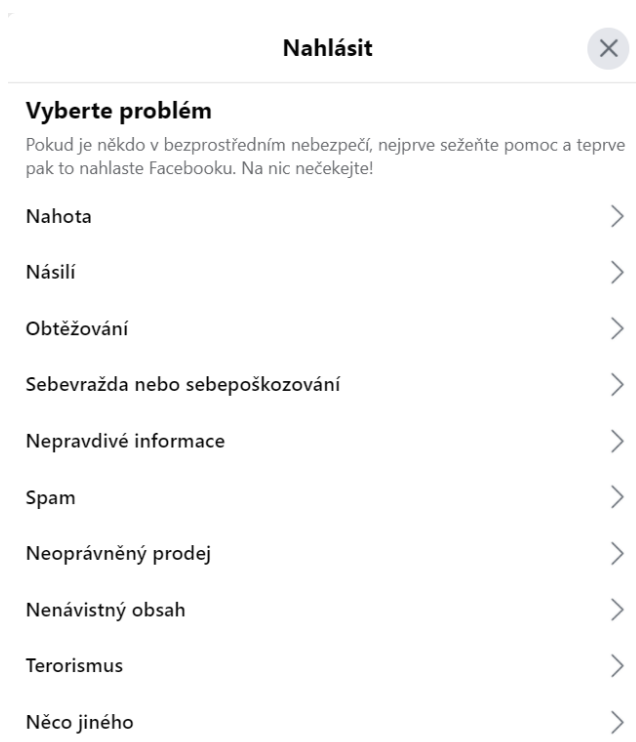 Nahlásit
Vyberte problém
Pokud je někdo v bezprostředním nebezpečí, nejprve sežeňte pomoc a teprve
pak to nahlaste Facebooku. Na nic nečekejte!
Nahota
Násilí
Obtěžování
Sebevražda nebo sebepoškozování
Nepravdivé informace
Spam
Neoprávněný prodej
Nenávistný obsah
Terorismus
Něco jiného